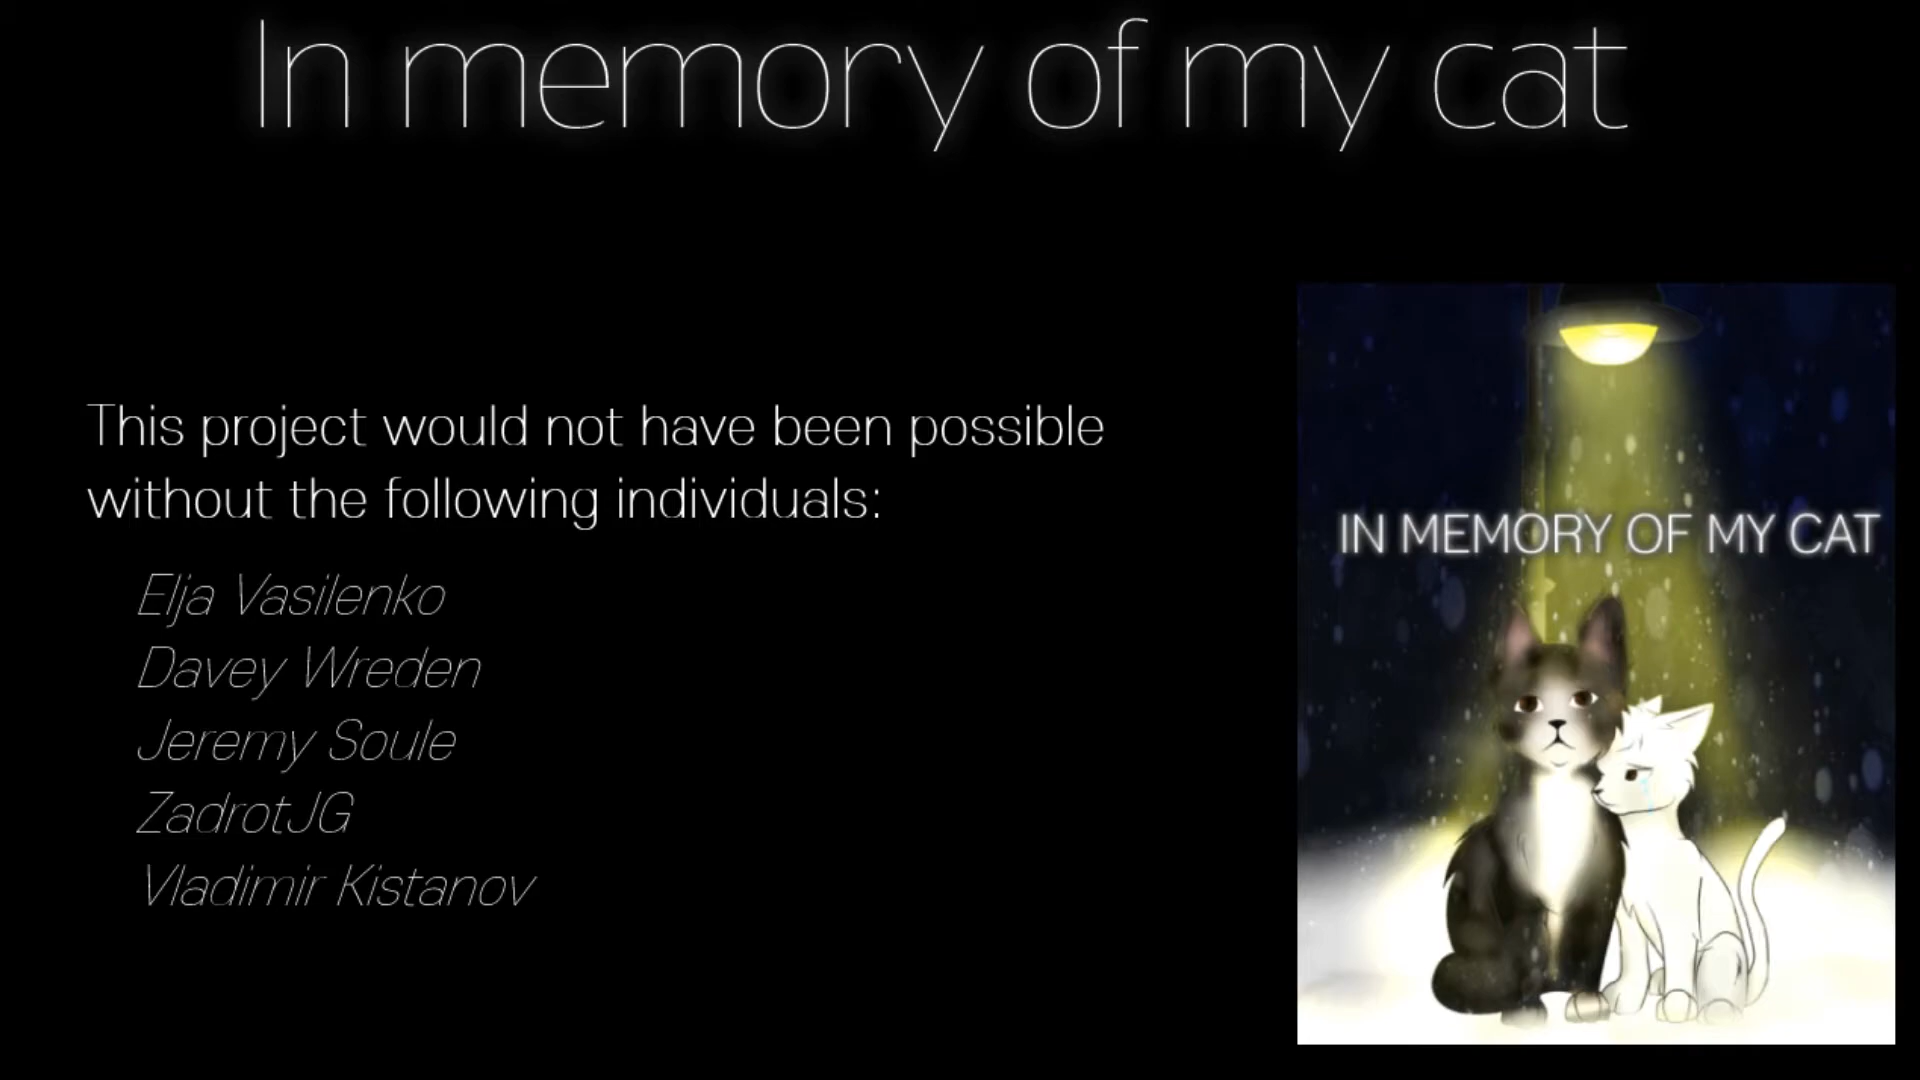 In memory of my cat
This project would not have been possible
without the following individuals:
Elja Vasilenko
Davey Wreden
Jeremy Soule
ZadrotJG
Vladimir Kistanov
IN MEMORY OF MY CAT